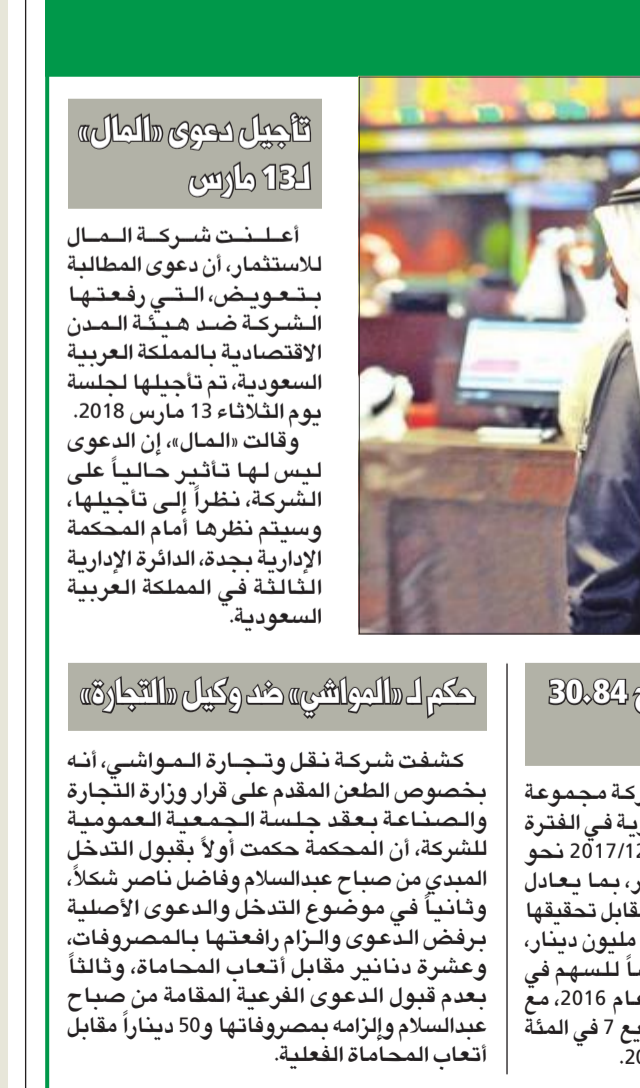 تأجيل دعوى «المال»
لـ13 مارس
أعلنت شركة المال
للاستثمار، أن دعوى المطالبة
بتعويض، التي رفعتها
الشركة ضد هيئة المدن
الاقتصادية بالمملكة العربية
السعودية، تم تأجيلها لجلسة
يوم الثلاثاء 13 مارس 2018.
وقالت «المال»، إن الدعوى
ليس لها تأثير حالياً على
الشركة، نظراً إلى تأجيلها،
وسيتم نظرها أمام المحكمة
الإدارية بجدة، الدائرة الإدارية
الثالثة في المملكة العربية
السعودية.
30.84
ركة مجموعة
رية في الفترة
2017/12 نحو
ر، بما يعادل
قابل تحقيقها
مليون دينار،
ماً للسهم في
عام 2016، مع
يع 7 في المئة
20.
حكم لـ «المواشي» ضد وكيل «التجارة»
كشفت شركة نقل وتجارة المواشي، أنه
بخصوص الطعن المقدم على قرار وزارة التجارة
والصناعة بعقد جلسة الجمعية العمومية
للشركة، أن المحكمة حكمت أولاً بقبول التدخل
المبدي من صباح عبدالسلام وفاضل ناصر شكلاً،
وثانياً في موضوع التدخل والدعوى الأصلية
برفض الدعوى والزام رافعتها بالمصروفات،
وعشرة دنانير مقابل أتعاب المحاماة، وثالثاً
بعدم قبول الدعوى الفرعية المقامة من صباح
عبدالسلام وإلزامه بمصروفاتها و50 ديناراً مقابل
أتعاب المحاماة الفعلية.